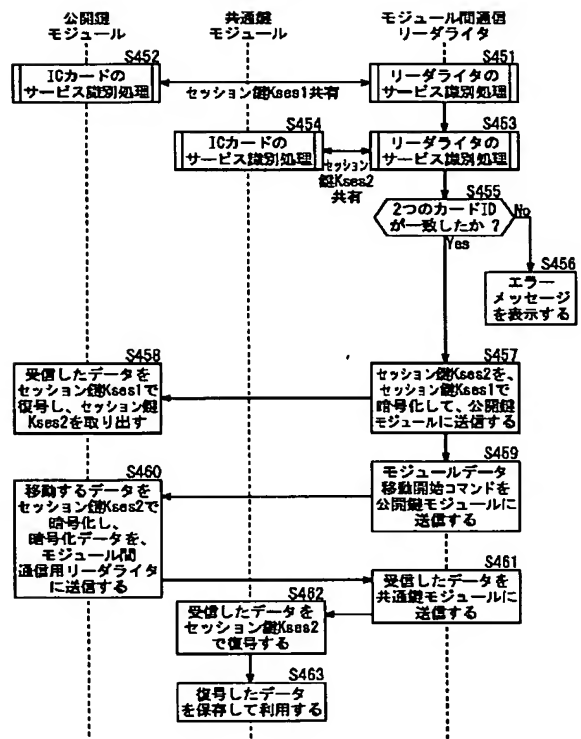 公開鍵
モジュール
共通鍵
モジュール
モジュール間通信
リーダライタ
S452
ICカードの
サービス識別処理
セッション鍵Kses1共有
S451
リーダライタの
サービス識別処理
S454
ICカードの
サービス識別処理
セッション
鍵Kses2
共有
S453
リーダライタの
サービス識別処理
S455
2つのカードID
が一致したか ?
No
Yes
S456
エラー
メッセージ
を表示する
S458
受信したデータを
セッション鍵Kses1で
復号し、セッション鍵
Kses2を取り出す
S457
セッション鍵Kses2を、
セッション鍵Kses1で
暗号化して、公開鍵
モジュールに送信する
S459
モジュールデータ
移動開始コマンドを
公開鍵モジュールに
送信する
S460
移動するデータを
セッション鍵Kses2で
暗号化し、
暗号化データを、
モジュール間
通信用リーダライタ
に送信する
S461
受信したデータを
共通鍵モジュールに
送信する
S462
受信したデータを
セッション鍵Kses2
で復号する
S463
復号したデータ
を保存して利用する